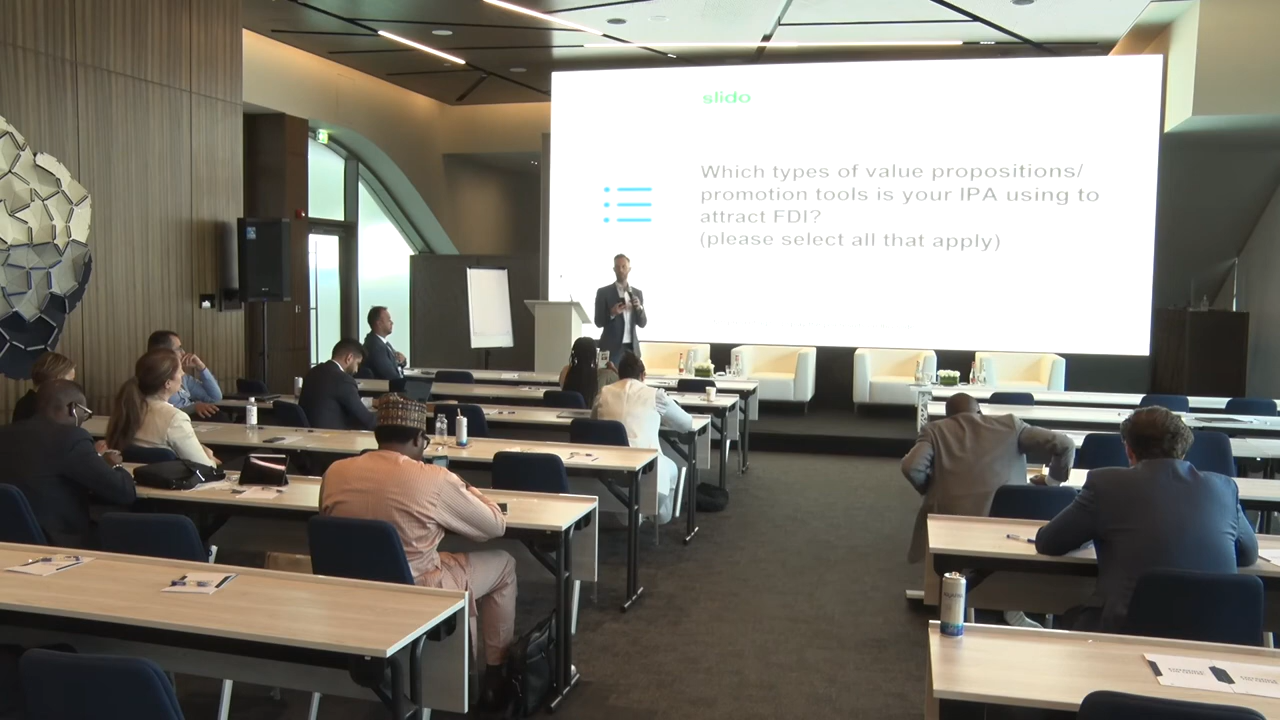 slido
Which types of value propositions/
promotion tools is your IPA using to
attract FDI?
(please select all that apply)